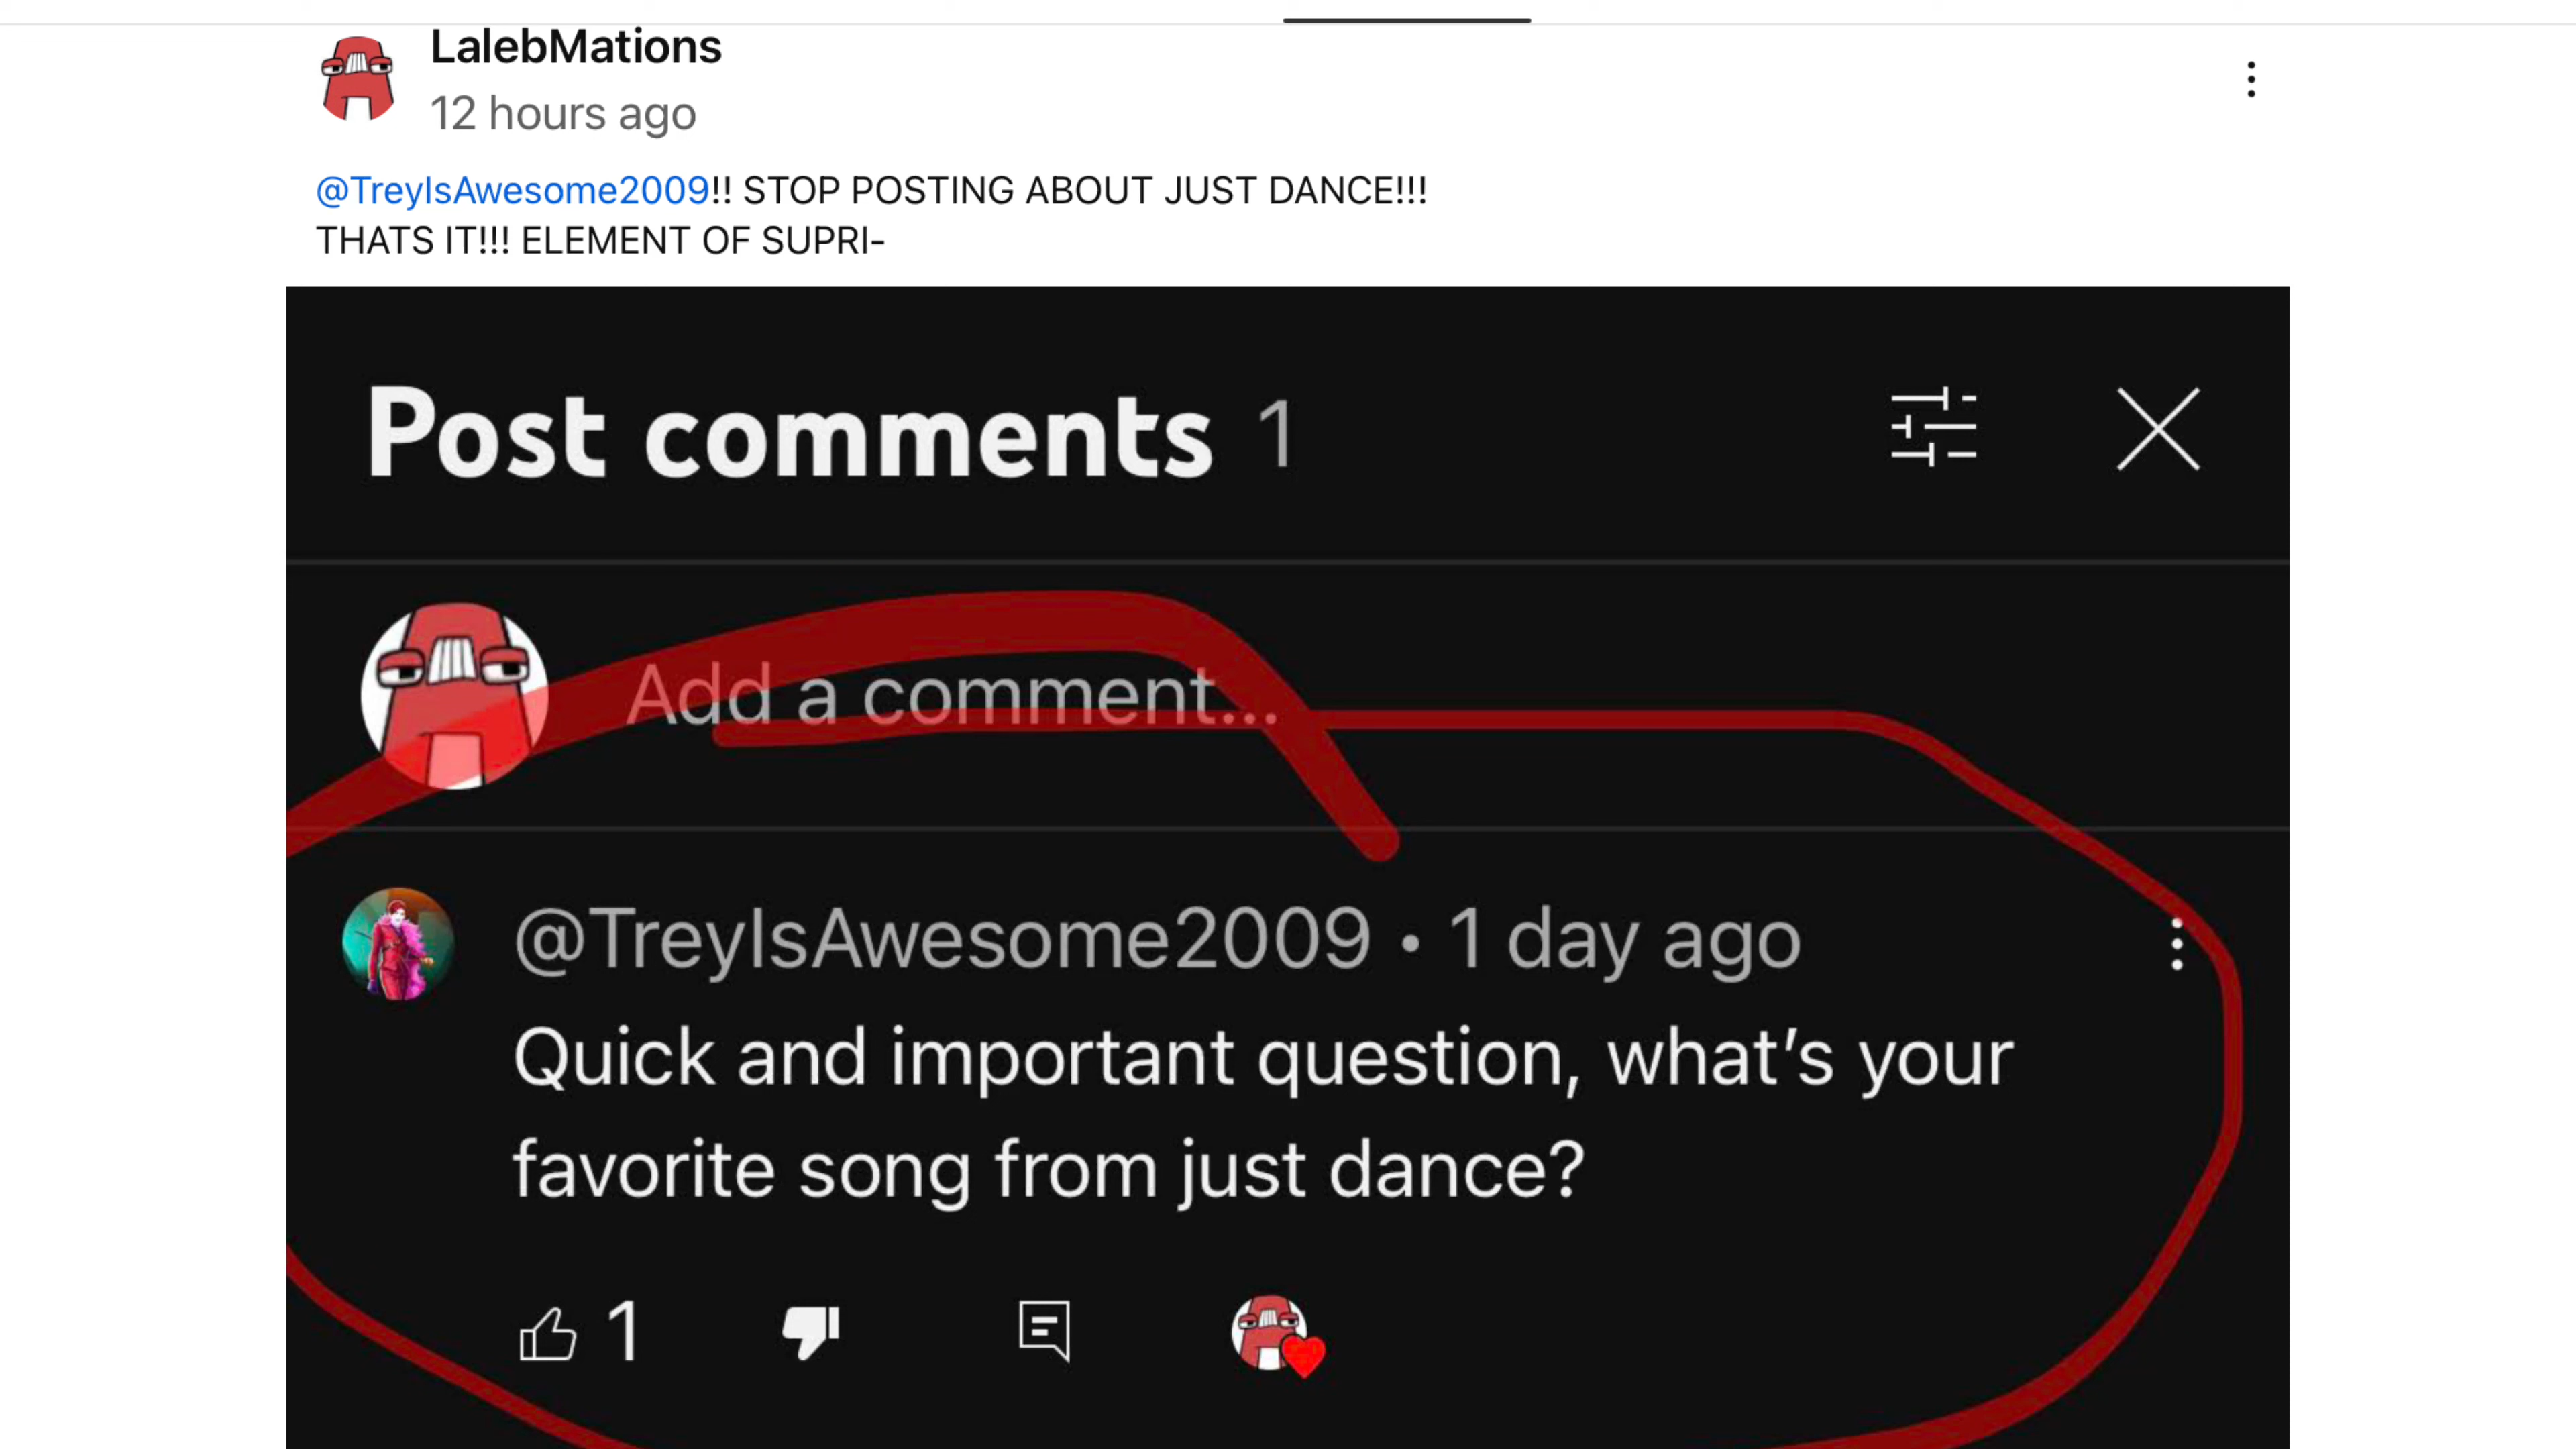 LalebMations
12 hours ago
@TreyIsAwesome2009!! STOP POSTING ABOUT JUST DANCE!!!
THATS IT!!! ELEMENT OF SUPRI-
Post comments 1
Add a comment...
@TreyIsAwesome2009 • 1 day ago
Quick and important question, what's your
favorite song from just dance?
1